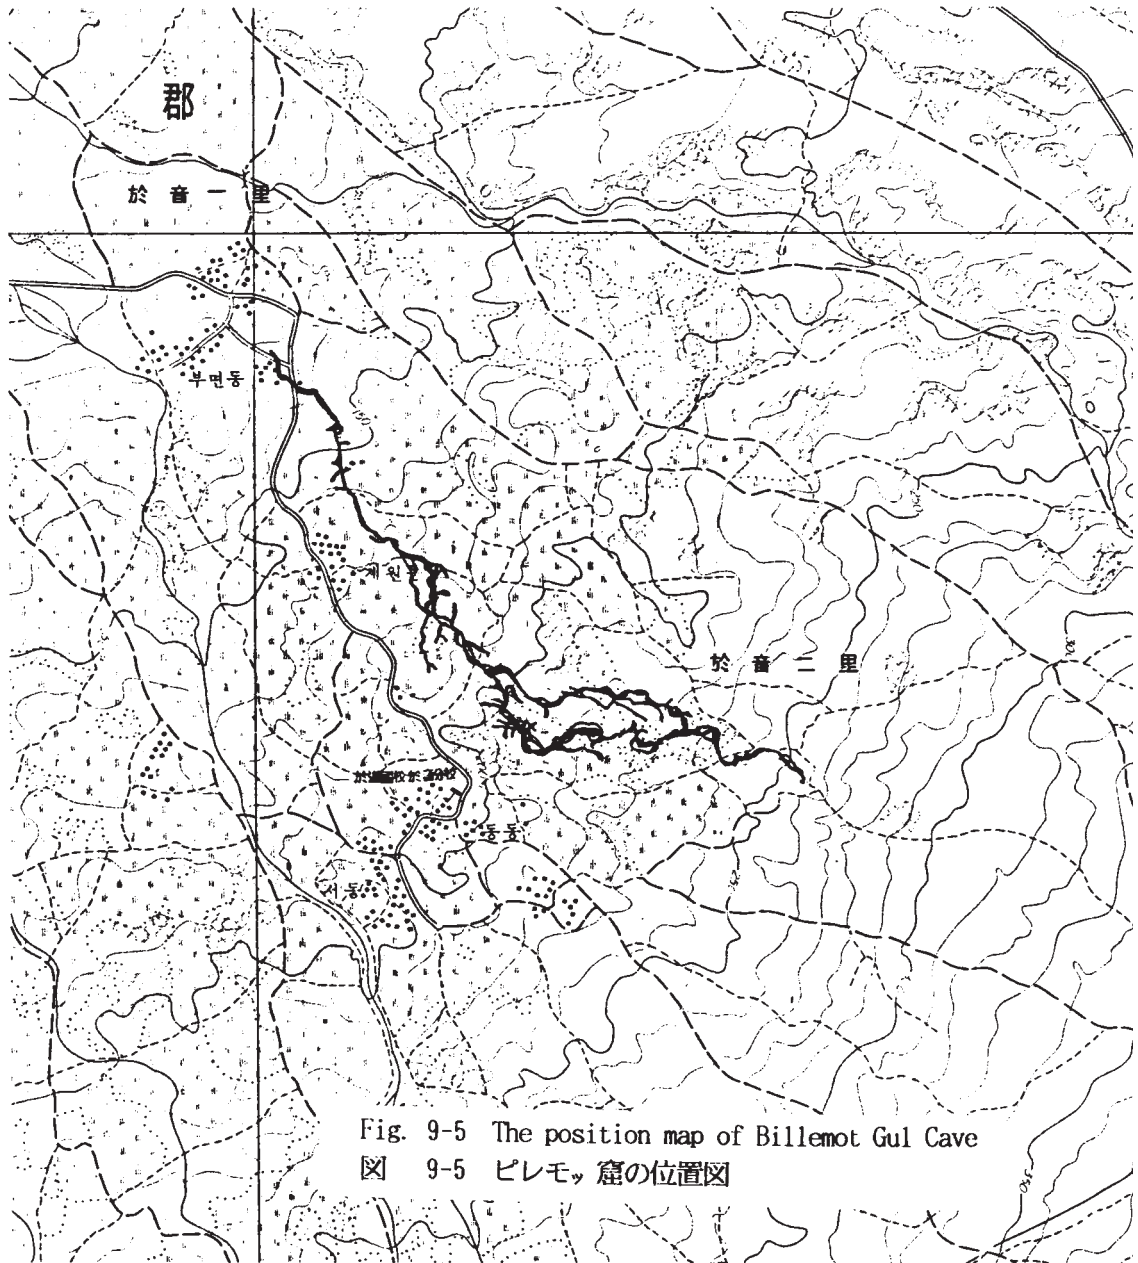 郡
於音一里
부면동
於音二里
동동
서동
Fig. 9-5 The position map of Billemot Gul Cave
図 9-5 ピレモッ窟の位置図